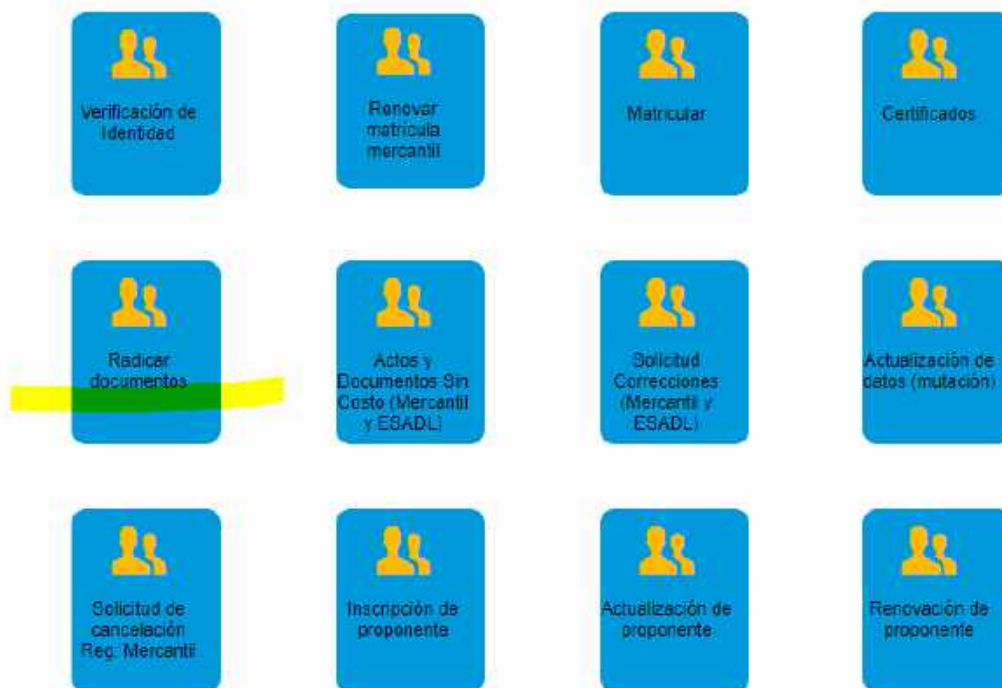 Verificación de
Identidad
Renovar
matrícula
mercantil
Matricular
Certificados
Radicar
documentos
Actos y
Documentos Sin
Costo (Mercantil
y ESADL)
Solicitud
Correcciones
(Mercantil y
ESADL)
Actualización de
datos (mutación)
Solicitud de
cancelación
Reg. Mercantil
Inscripción de
proponente
Actualización de
proponente
Renovación de
proponente